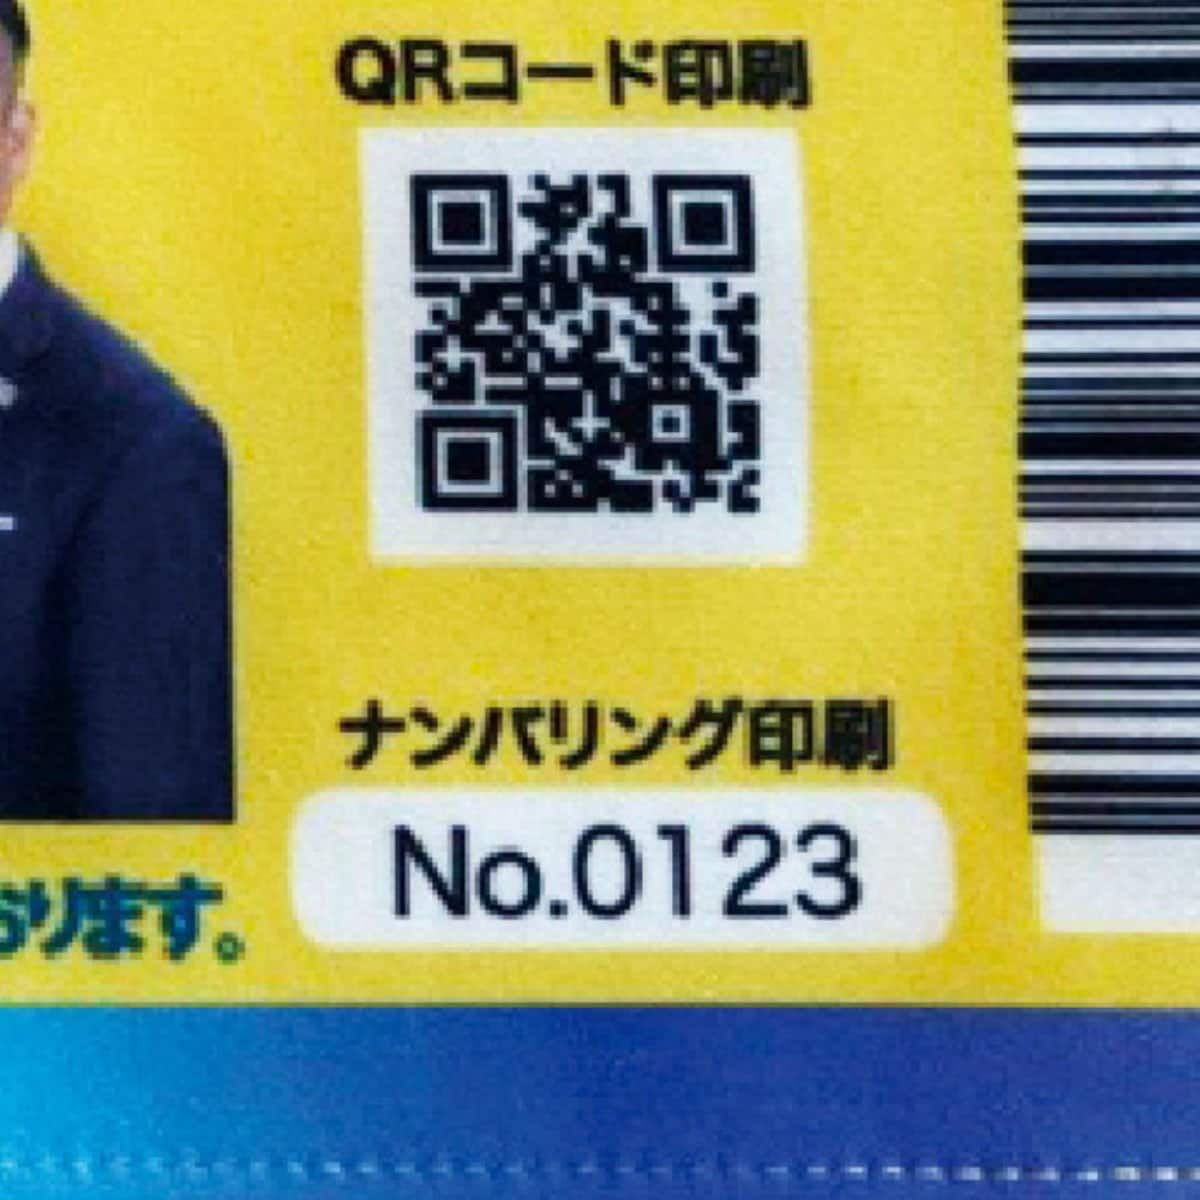 QRコード印刷
ナンバリング印刷
No.0123
ります。